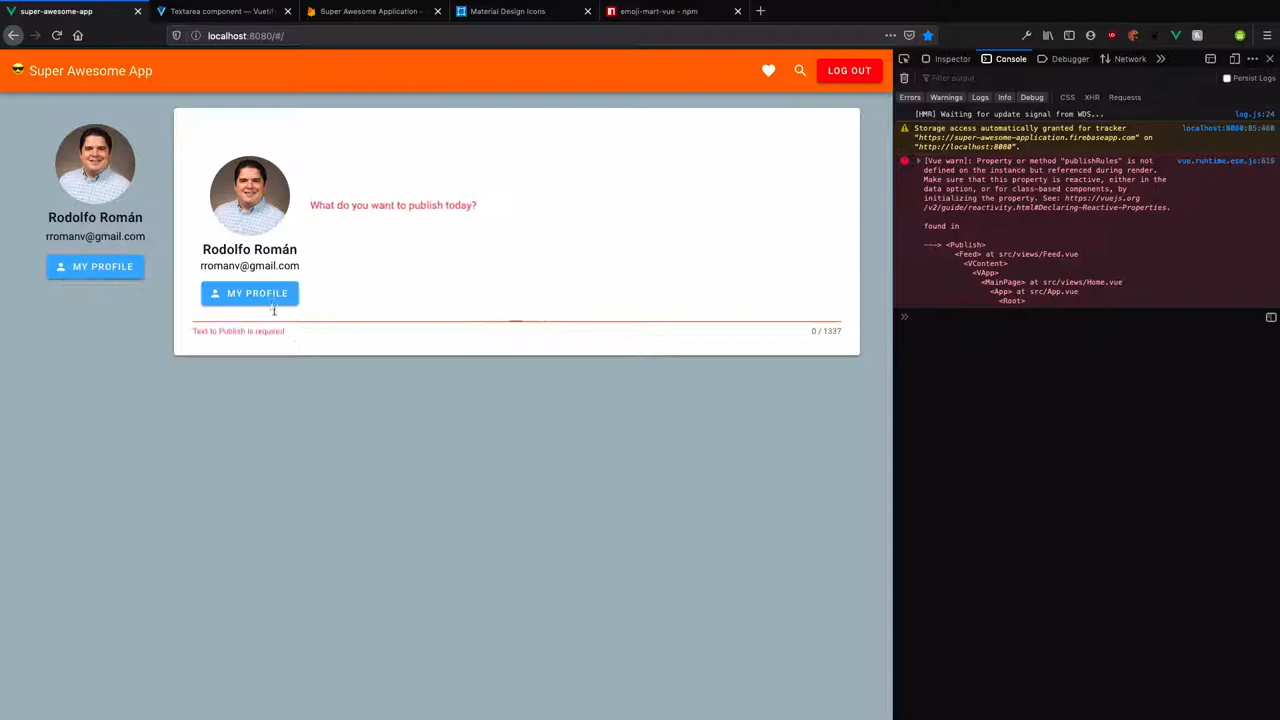 super-awesome-app
Textarea component — Vuetif
Super Awesome Application -
Material Design Icons
emoji-mart-vue - npm
localhost:8080/#/
Super Awesome App
LOG OUT
Rodolfo Román
rromanv@gmail.com
MY PROFILE
What do you want to publish today?
Rodolfo Román
rromanv@gmail.com
MY PROFILE
Text to Publish is required
0 / 1337
Inspector
Console
Debugger
Network
Filter output
Persist Logs
Errors
Warnings
Logs
Info
Debug
CSS
XHR
Requests
[HMR] Waiting for update signal from WDS...
log.js:24
Storage access automatically granted for tracker
localhost:8080:85:460
"https://super-awesome-application.firebaseapp.com" on
"http://localhost:8080".
[Vue warn]: Property or method "publishRules" is not
vue.runtime.esm.js:619
defined on the instance but referenced during render.
Make sure that this property is reactive, either in the
data option, or for class-based components, by
initializing the property. See: https://vuejs.org
/v2/guide/reactivity.html#Declaring-Reactive-Properties.
found in
---> <Publish>
<Feed> at src/views/Feed.vue
<VContent>
<VApp>
<MainPage> at src/views/Home.vue
<App> at src/App.vue
<Root>